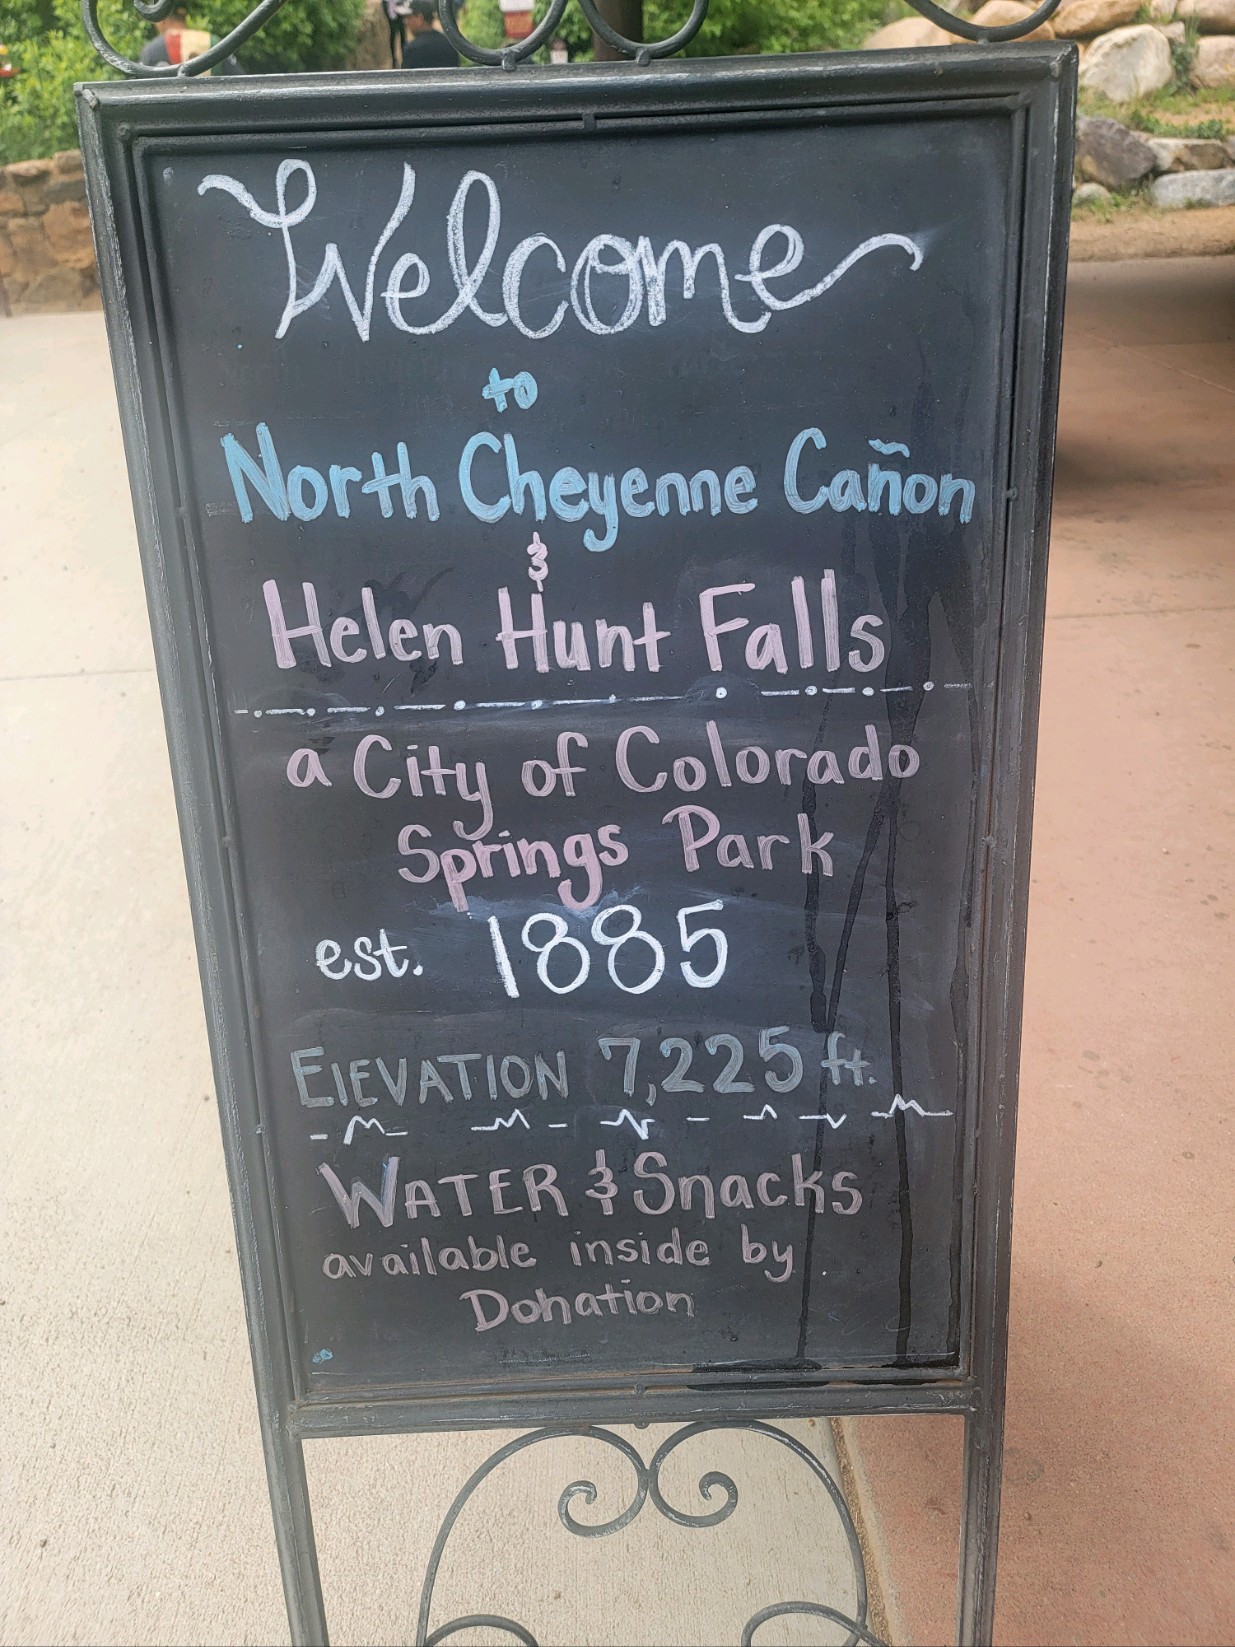 Welcome
to
North Cheyenne Cañon
&
Helen Hunt Falls
a City of Colorado
Springs Park
est. 1885
ElEVATION 7,225 ft.
WATER & Snacks
available inside by
Donation